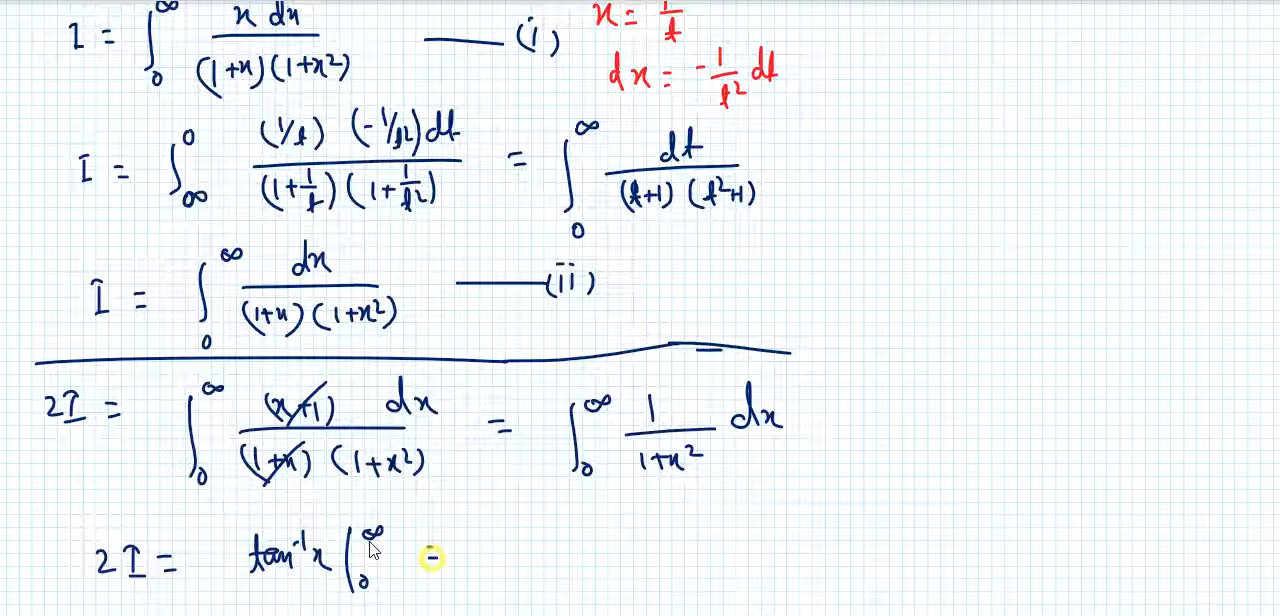 I = ∫₀^∞ x dx / (1+x)(1+x²) —— (i) x = 1/t
dx = -1/t² dt
I = ∫_∞^0 (1/t) (-1/t²) dt / (1+1/t) (1+1/t²) = ∫₀^∞ dt / (t+1) (t²+1)
I = ∫₀^∞ dx / (1+x) (1+x²) —— (ii)
2I = ∫₀^∞ (x+1) dx / (1+x) (1+x²) = ∫₀^∞ 1 / 1+x² dx
2I = tan⁻¹x |₀^∞ =